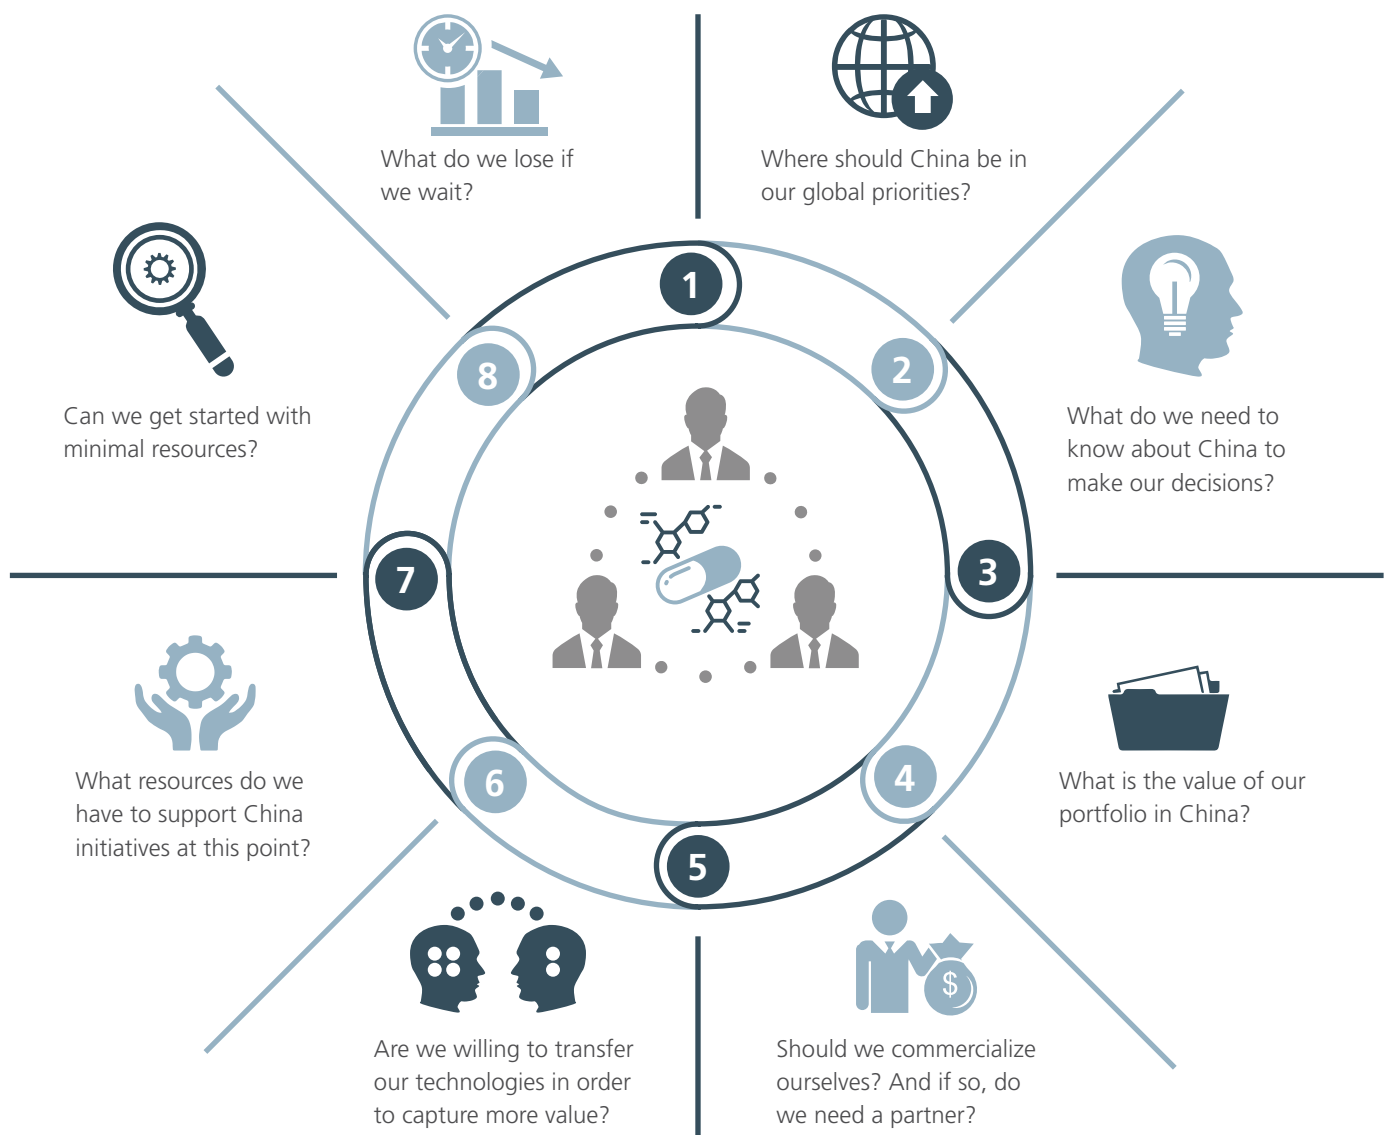 1
Where should China be in
our global priorities?
2
What do we need to
know about China to
make our decisions?
3
What is the value of our
portfolio in China?
4
Should we commercialize
ourselves? And if so, do
we need a partner?
$
5
Are we willing to transfer
our technologies in order
to capture more value?
6
What resources do we
have to support China
initiatives at this point?
7
Can we get started with
minimal resources?
8
What do we lose if
we wait?